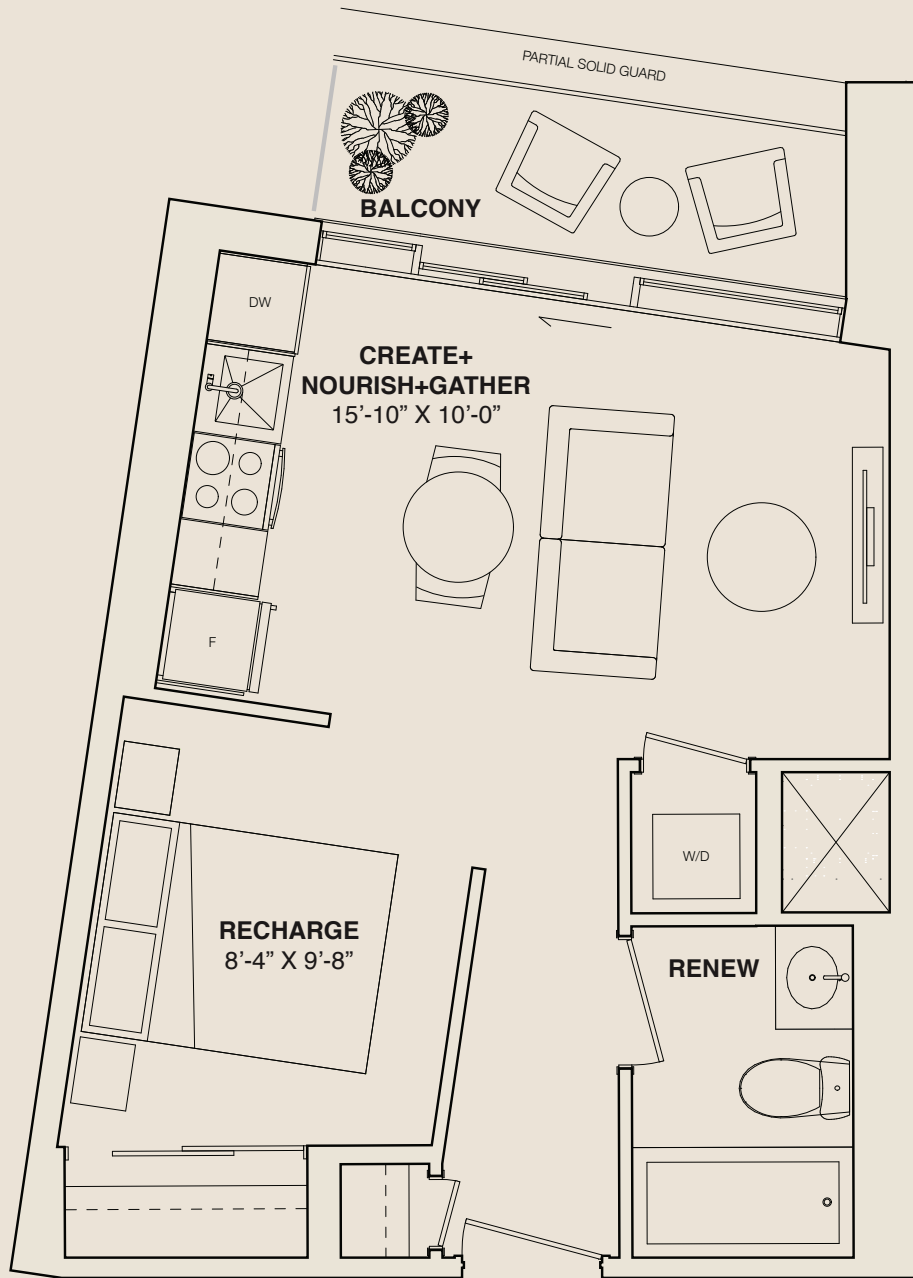 PARTIAL SOLID GUARD
BALCONY
DW
CREATE+
NOURISH+GATHER
15’-10” X 10’-0”
F
W/D
RECHARGE
8’-4” X 9’-8”
RENEW